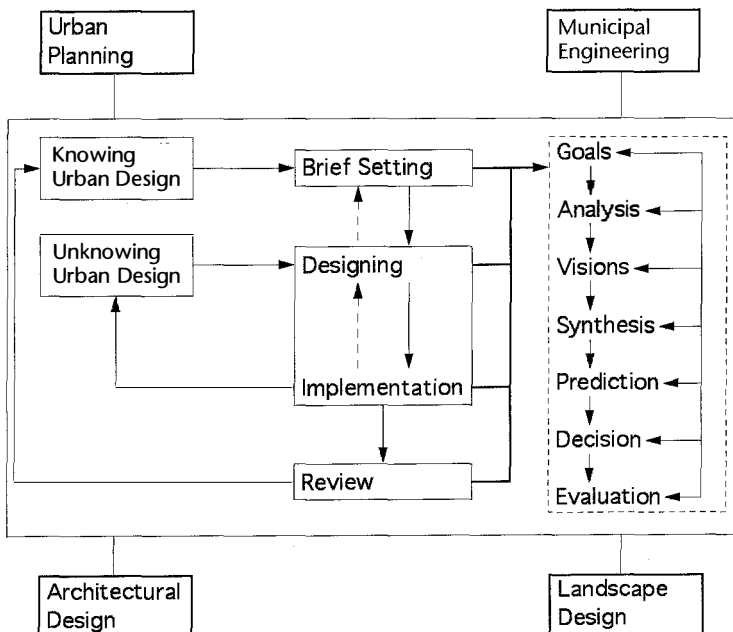 Urban
Planning
Municipal
Engineering
Knowing
Urban Design
Brief Setting
Goals
Analysis
Unknowing
Urban Design
Designing
Visions
Synthesis
Implementation
Prediction
Decision
Review
Evaluation
Architectural
Design
Landscape
Design